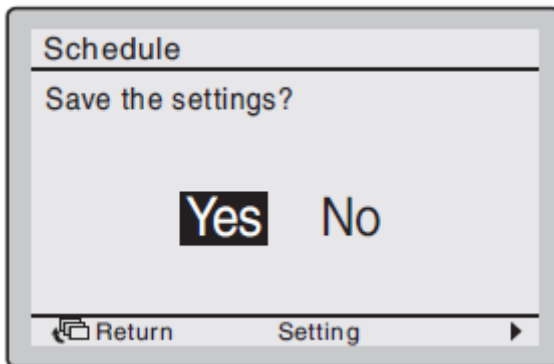 Schedule
Save the settings?
Yes No
Return Setting